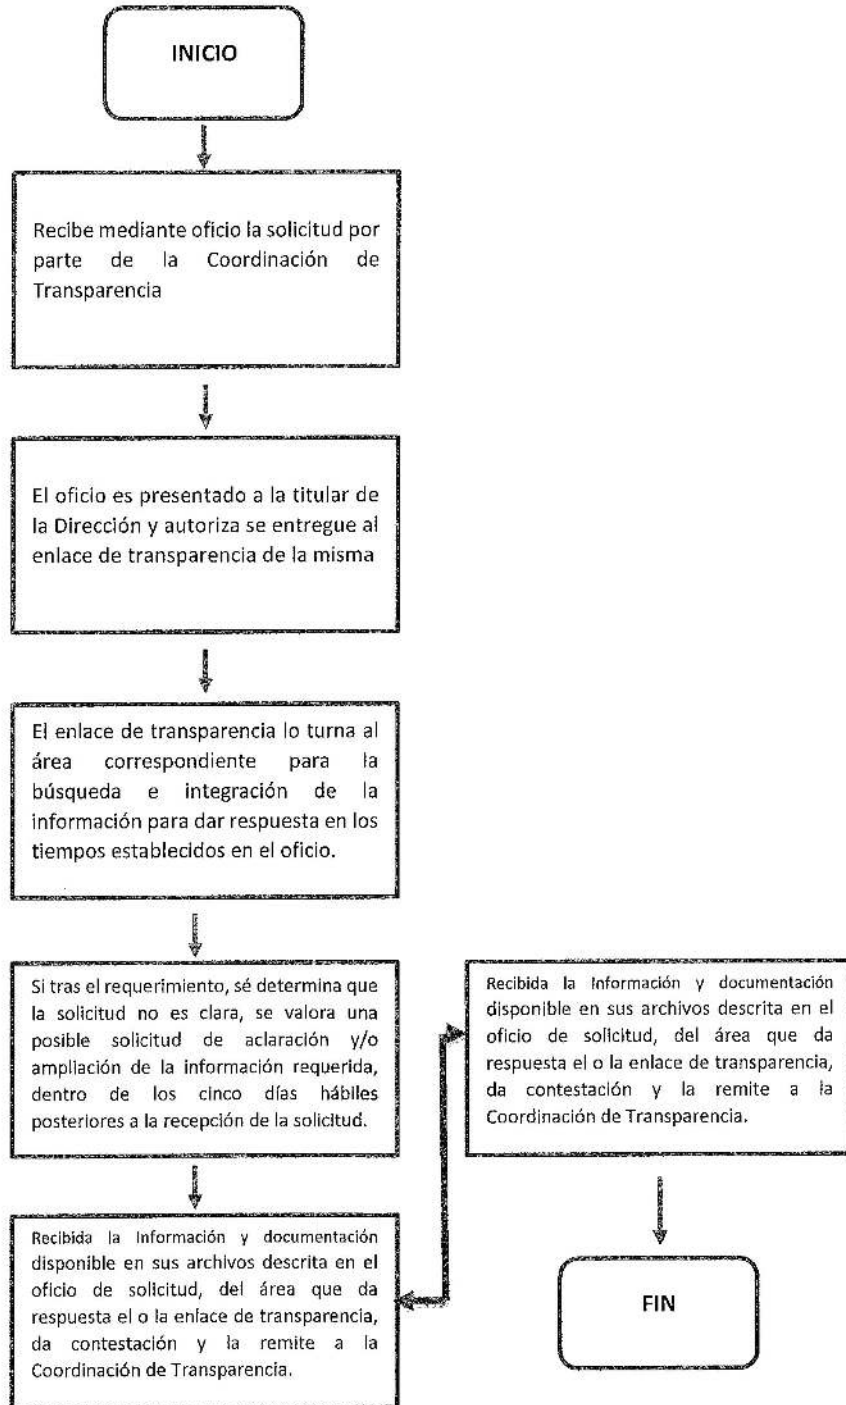 INICIO
Recibe mediante oficio la solicitud por
parte de la Coordinación de
Transparencia
El oficio es presentado a la titular de
la Dirección y autoriza se entregue al
enlace de transparencia de la misma
El enlace de transparencia lo turna al
área correspondiente para la
búsqueda e integración de la
información para dar respuesta en los
tiempos establecidos en el oficio.
Si tras el requerimiento, sé determina que
la solicitud no es clara, se valora una
posible solicitud de aclaración y/o
ampliación de la información requerida,
dentro de los cinco días hábiles
posteriores a la recepción de la solicitud.
Recibida la Información y documentación
disponible en sus archivos descrita en el
oficio de solicitud, del área que da
respuesta el o la enlace de transparencia,
da contestación y la remite a la
Coordinación de Transparencia.
Recibida la Información y documentación
disponible en sus archivos descrita en el
oficio de solicitud, del área que da
respuesta el o la enlace de transparencia,
da contestación y la remite a la
Coordinación de Transparencia.
FIN